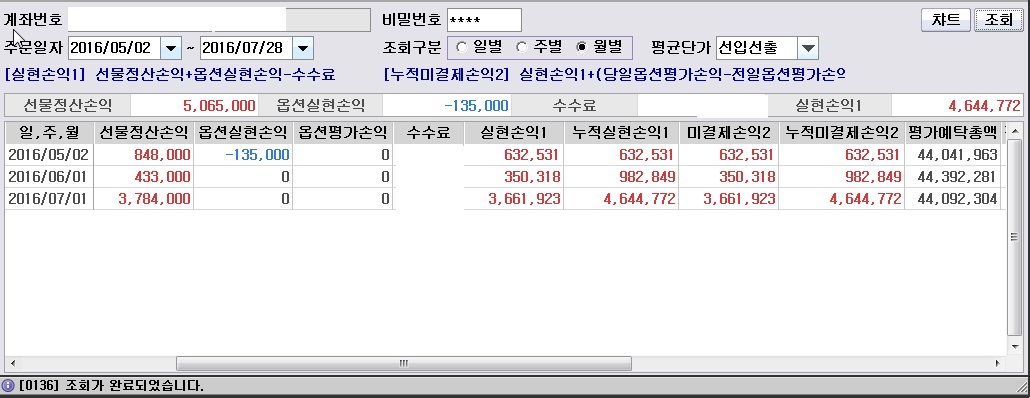 계좌번호 비밀번호 **** 챠트 조회
주문일자 2016/05/02 ~ 2016/07/28 조회구분 일별 주별 월별 평균단가 선입선출
[실현손익1] 선물정산손익+옵션실현손익-수수료 [누적미결제손익2] 실현손익1+(당일옵션평가손익-전일옵션평가손익
선물정산손익 5,065,000 옵션실현손익 -135,000 수수료 실현손익1 4,644,772
일,주,월 선물정산손익 옵션실현손익 옵션평가손익 수수료 실현손익1 누적실현손익1 미결제손익2 누적미결제손익2 평가예탁총액
2016/05/02 848,000 -135,000 0 632,531 632,531 632,531 632,531 44,041,963
2016/06/01 433,000 0 0 350,318 982,849 350,318 982,849 44,392,281
2016/07/01 3,784,000 0 0 3,661,923 4,644,772 3,661,923 4,644,772 44,092,304
[0136] 조회가 완료되었습니다.